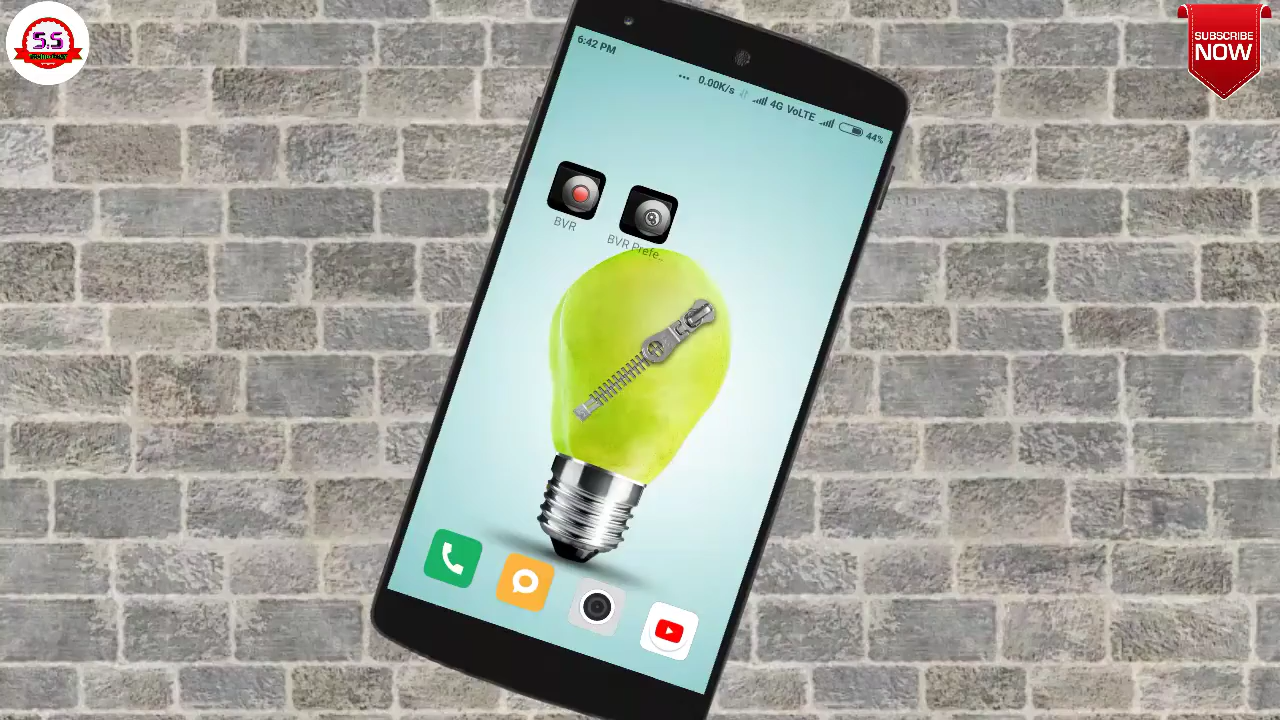 S.S
SUBSCRIBE
NOW
6:42 PM
... 0.00K/s 4G VoLTE 44%
BVR
BVR Prefe..